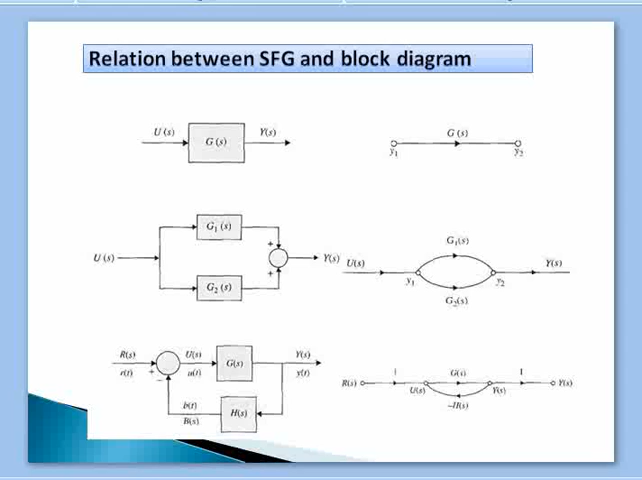 Relation between SFG and block diagram
U (s) G (s) Y(s)
G (s)
y1 y2
G1 (s)
U (s) + + Y(s)
G2 (s)
G1(s)
U(s) y1 y2 Y(s)
G2(s)
R(s) U(s) G(s) Y(s)
r(t) + − u(t) y(t)
b(t) H(s)
B(s)
1 G(s) 1
R(s) U(s) Y(s) Y(s)
−H(s)